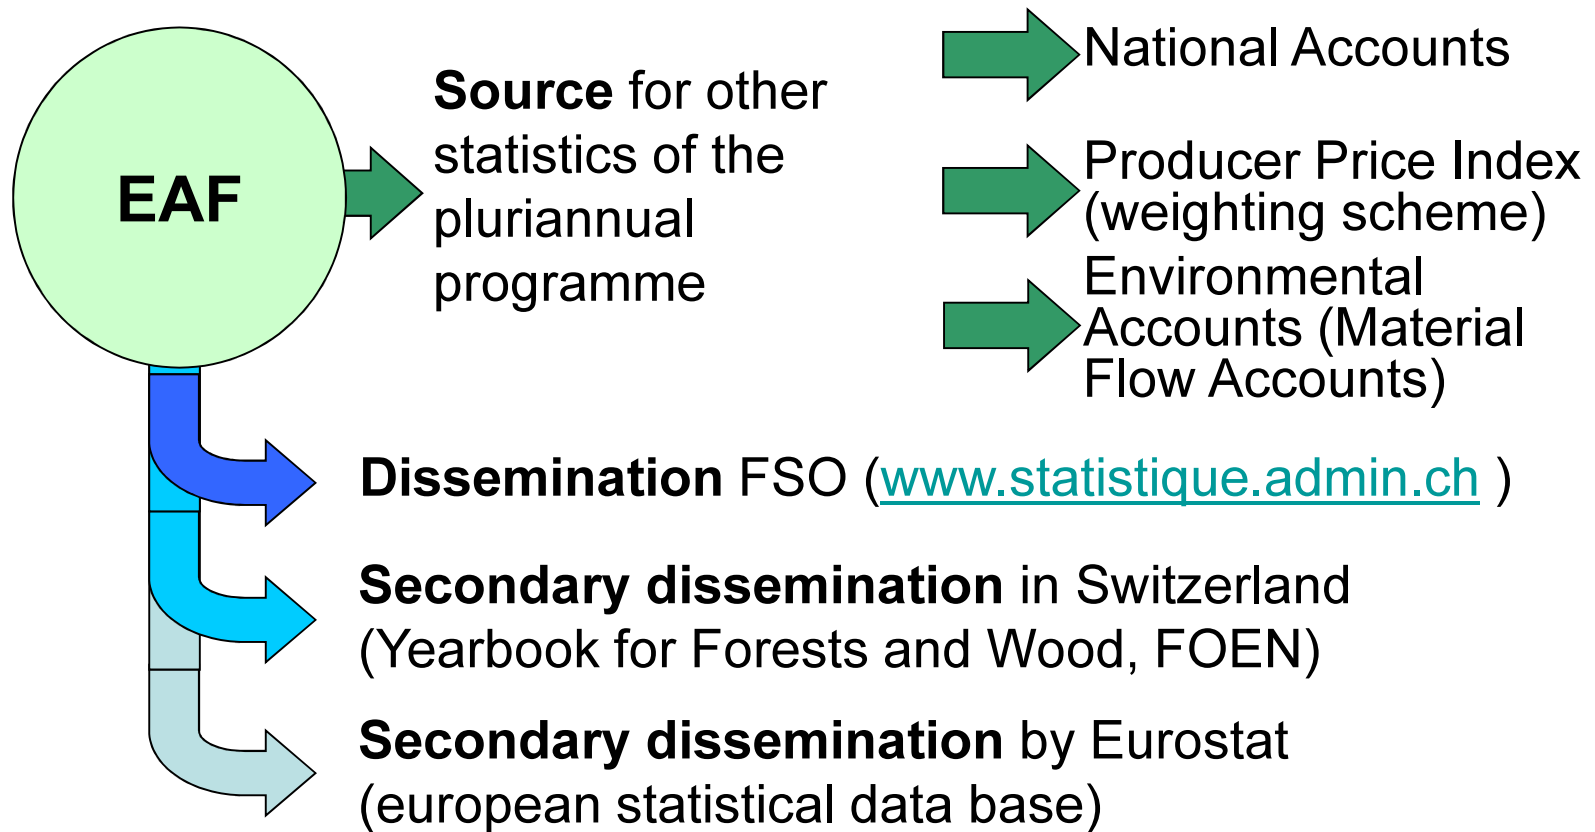 EAF
Source for other
statistics of the
pluriannual
programme
National Accounts
Producer Price Index
(weighting scheme)
Environmental
Accounts (Material
Flow Accounts)
Dissemination FSO (www.statistique.admin.ch )
Secondary dissemination in Switzerland
(Yearbook for Forests and Wood, FOEN)
Secondary dissemination by Eurostat
(european statistical data base)